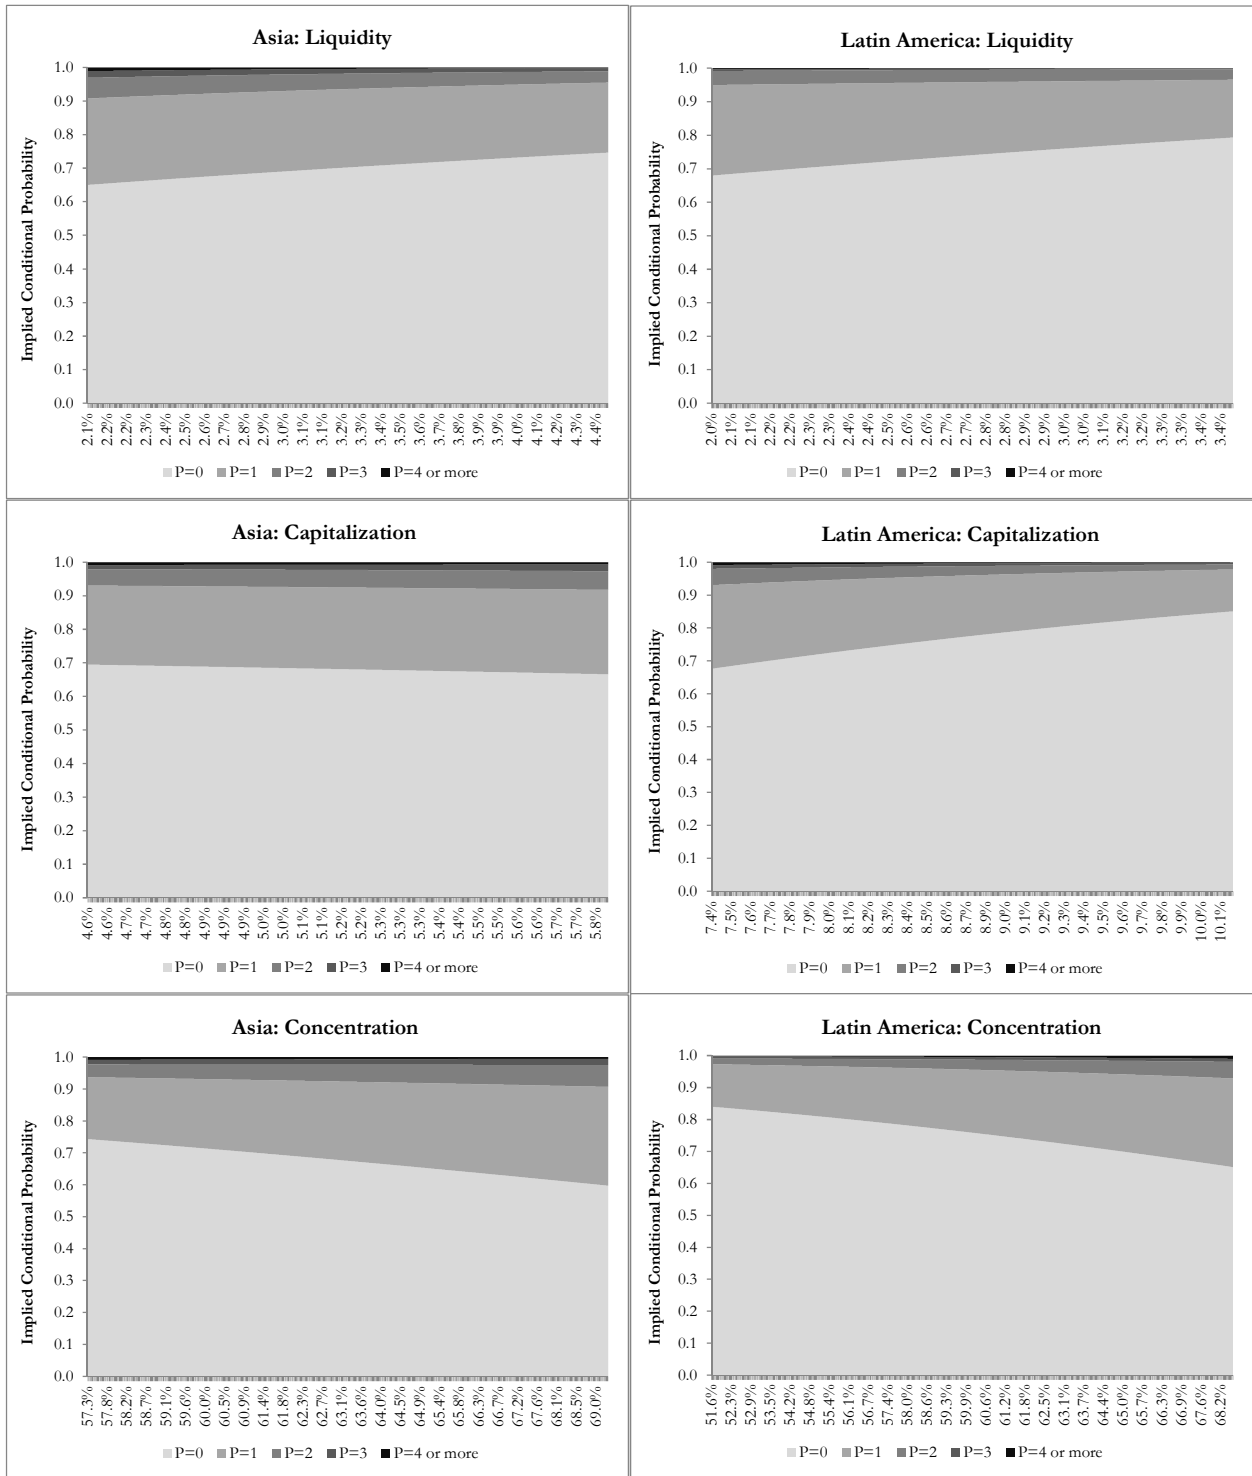 Asia: Liquidity
Implied Conditional Probability
1.0
0.9
0.8
0.7
0.6
0.5
0.4
0.3
0.2
0.1
0.0
2.1% 2.2% 2.2% 2.3% 2.4% 2.5% 2.6% 2.7% 2.8% 2.9% 3.0% 3.1% 3.1% 3.2% 3.3% 3.4% 3.5% 3.6% 3.7% 3.8% 3.9% 3.9% 4.0% 4.1% 4.2% 4.3% 4.4%
P=0 P=1 P=2 P=3 P=4 or more
Latin America: Liquidity
Implied Conditional Probability
1.0
0.9
0.8
0.7
0.6
0.5
0.4
0.3
0.2
0.1
0.0
2.0% 2.1% 2.1% 2.2% 2.2% 2.3% 2.3% 2.4% 2.4% 2.5% 2.6% 2.6% 2.7% 2.7% 2.8% 2.8% 2.9% 2.9% 3.0% 3.0% 3.1% 3.2% 3.2% 3.3% 3.3% 3.4% 3.4%
P=0 P=1 P=2 P=3 P=4 or more
Asia: Capitalization
Implied Conditional Probability
1.0
0.9
0.8
0.7
0.6
0.5
0.4
0.3
0.2
0.1
0.0
4.6% 4.6% 4.7% 4.7% 4.8% 4.8% 4.9% 4.9% 4.9% 5.0% 5.0% 5.1% 5.1% 5.2% 5.2% 5.3% 5.3% 5.3% 5.4% 5.4% 5.5% 5.5% 5.6% 5.6% 5.7% 5.7% 5.8%
P=0 P=1 P=2 P=3 P=4 or more
Latin America: Capitalization
Implied Conditional Probability
1.0
0.9
0.8
0.7
0.6
0.5
0.4
0.3
0.2
0.1
0.0
7.4% 7.5% 7.6% 7.7% 7.8% 7.9% 8.0% 8.1% 8.2% 8.3% 8.4% 8.5% 8.6% 8.7% 8.9% 9.0% 9.1% 9.2% 9.3% 9.4% 9.5% 9.6% 9.7% 9.8% 9.9% 10.0% 10.1%
P=0 P=1 P=2 P=3 P=4 or more
Asia: Concentration
Implied Conditional Probability
1.0
0.9
0.8
0.7
0.6
0.5
0.4
0.3
0.2
0.1
0.0
57.3% 57.8% 58.2% 58.7% 59.1% 59.6% 60.0% 60.5% 60.9% 61.4% 61.8% 62.3% 62.7% 63.1% 63.6% 64.0% 64.5% 64.9% 65.4% 65.8% 66.3% 66.7% 67.2% 67.6% 68.1% 68.5% 69.0%
P=0 P=1 P=2 P=3 P=4 or more
Latin America: Concentration
Implied Conditional Probability
1.0
0.9
0.8
0.7
0.6
0.5
0.4
0.3
0.2
0.1
0.0
51.6% 52.3% 52.9% 53.5% 54.2% 54.8% 55.4% 56.1% 56.7% 57.4% 58.0% 58.6% 59.3% 59.9% 60.6% 61.2% 61.8% 62.5% 63.1% 63.7% 64.4% 65.0% 65.7% 66.3% 66.9% 67.6% 68.2%
P=0 P=1 P=2 P=3 P=4 or more